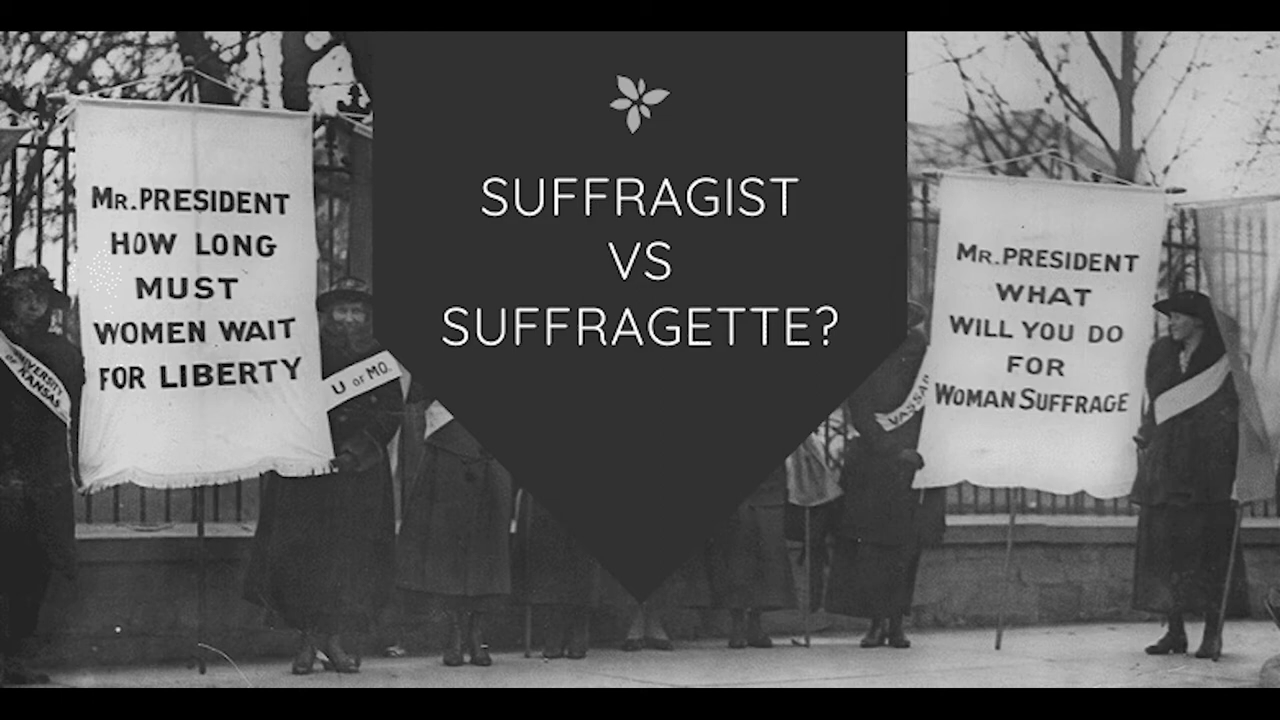 SUFFRAGIST
VS
SUFFRAGETTE?
MR. PRESIDENT
HOW LONG
MUST
WOMEN WAIT
FOR LIBERTY
UNIVERSITY
OF KANSAS
U OF MO.
VASSAR
MR. PRESIDENT
WHAT
WILL YOU DO
FOR
WOMAN SUFFRAGE